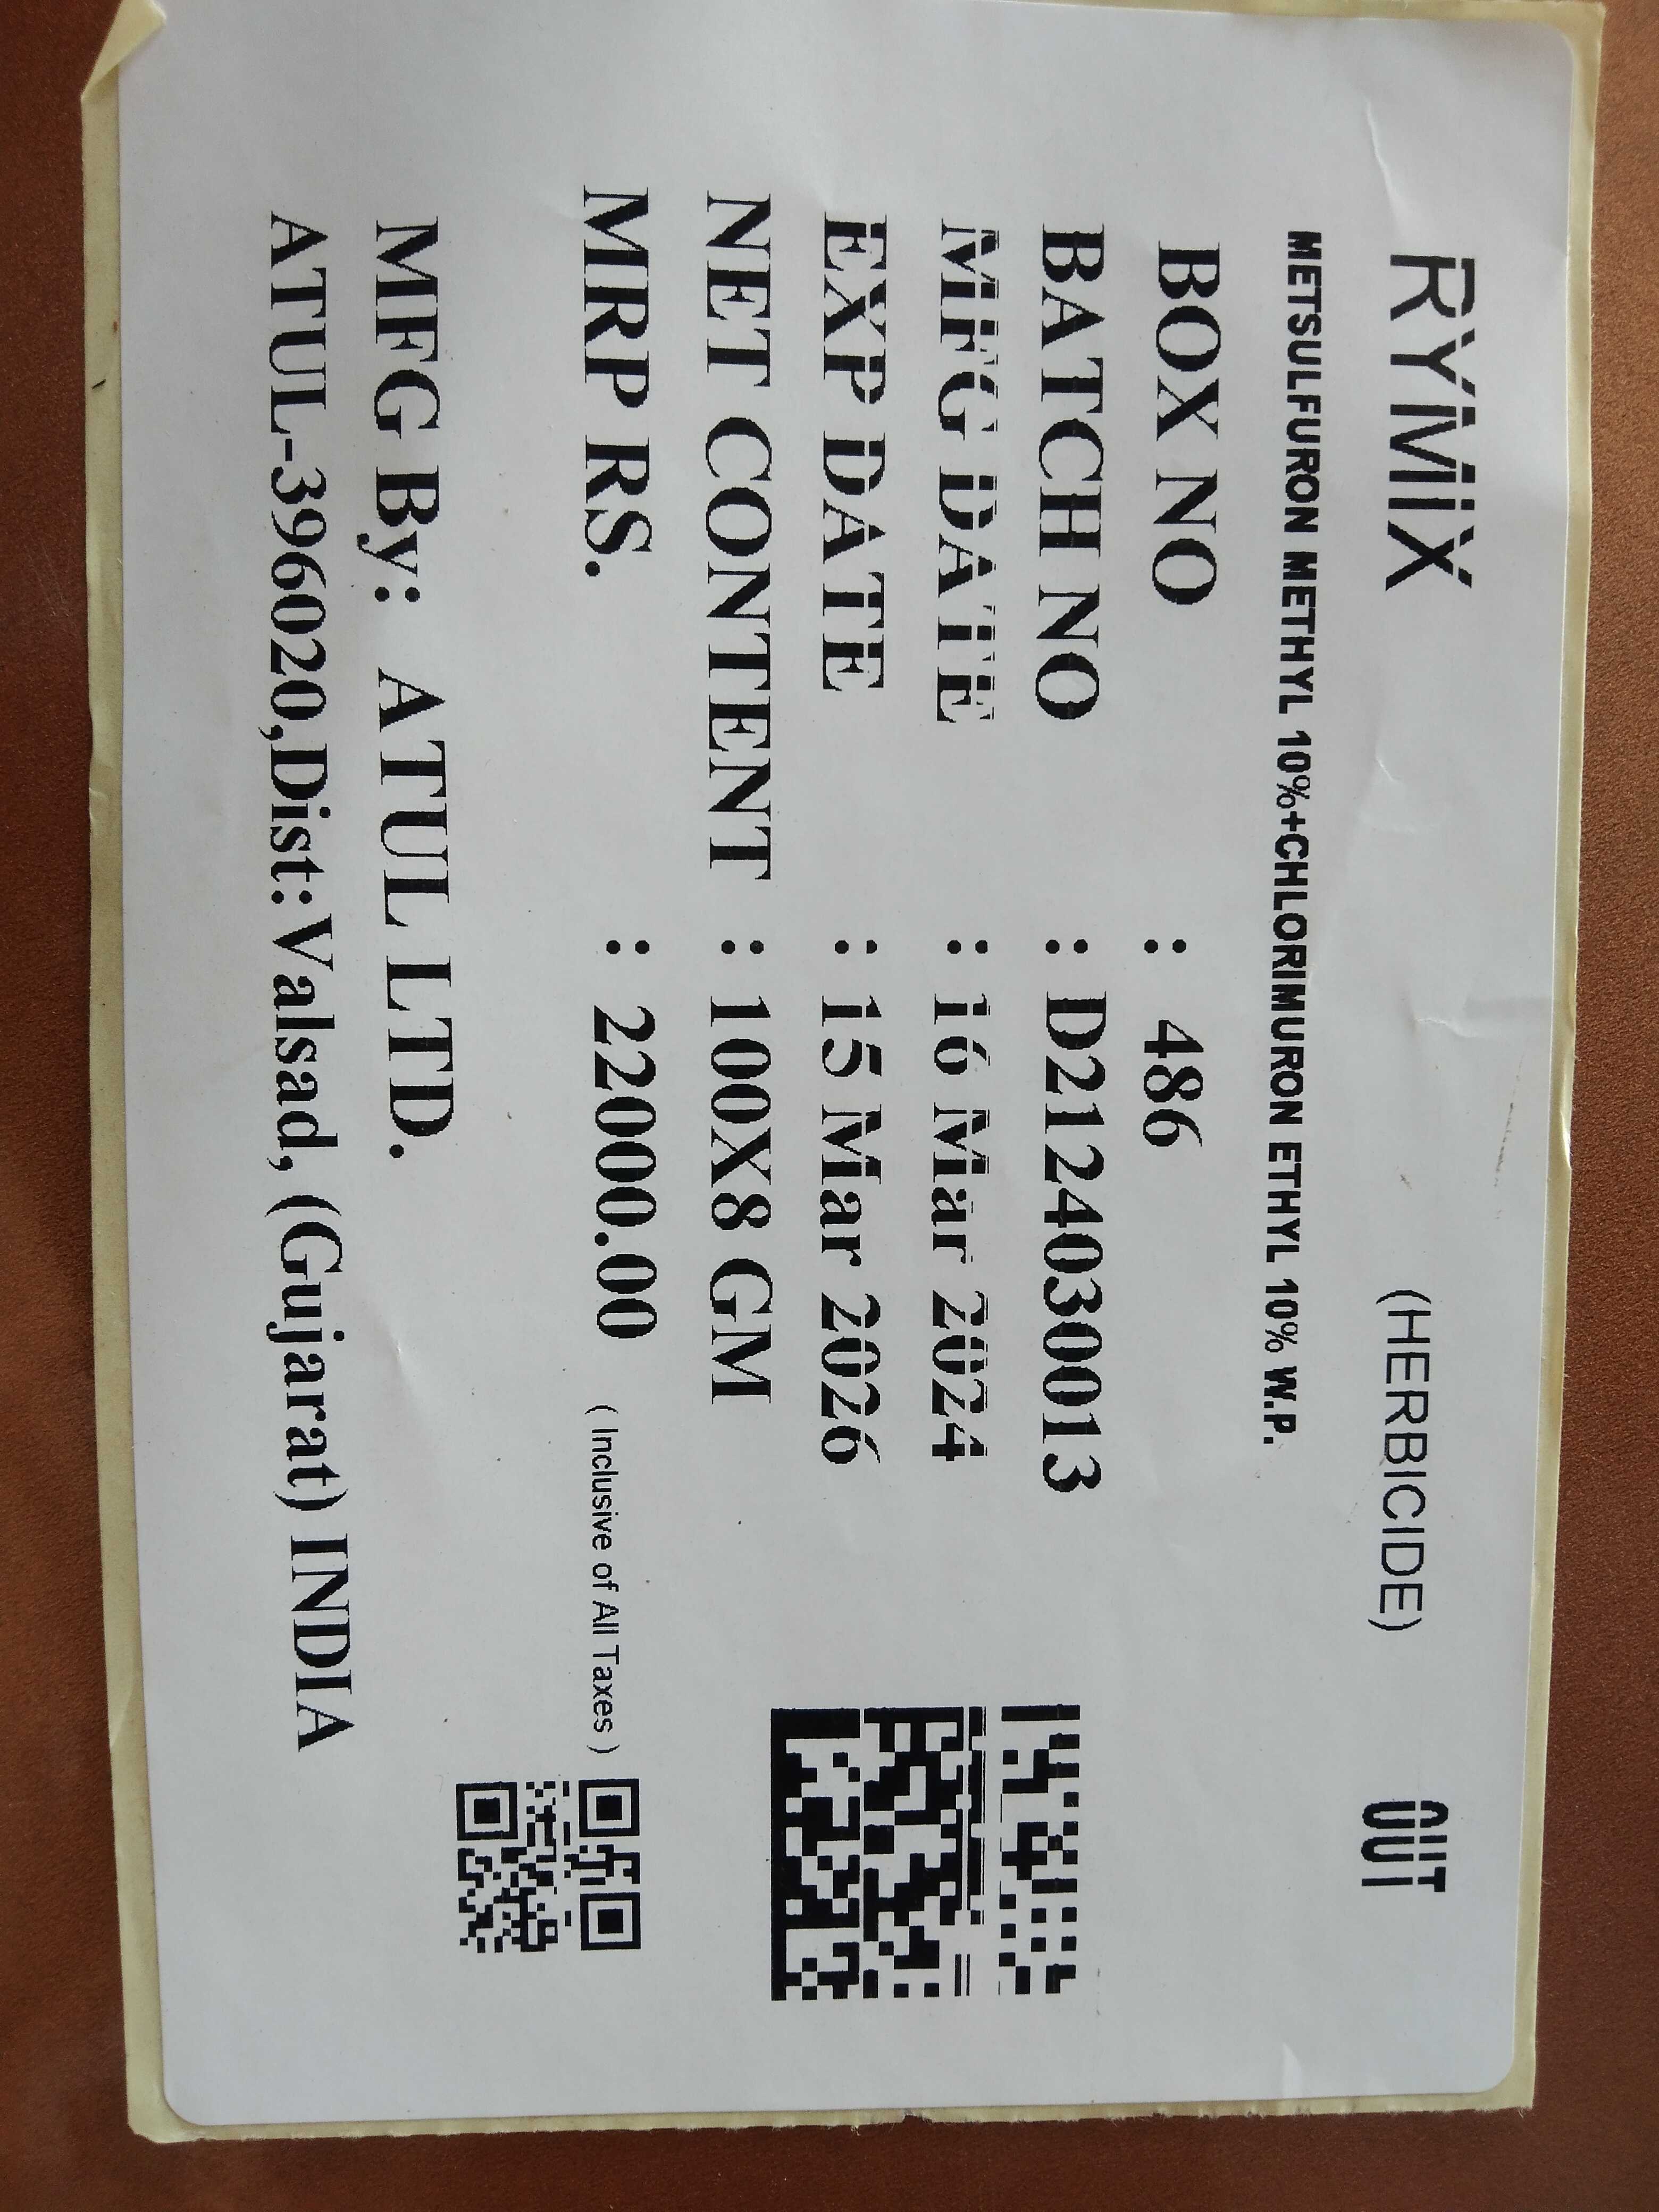 RYMIX (HERBICIDE) OUT
METSULFURON METHYL 10%+CHLORIMURON ETHYL 10% W.P.
BOX NO : 486
BATCH NO : D2124030013
MFG DATE : 16 Mar 2024
EXP DATE : 15 Mar 2026
NET CONTENT : 100X8 GM
MRP RS. : 22000.00 ( Inclusive of All Taxes )
MFG By: ATUL LTD.
ATUL-396020,Dist:Valsad, (Gujarat) INDIA